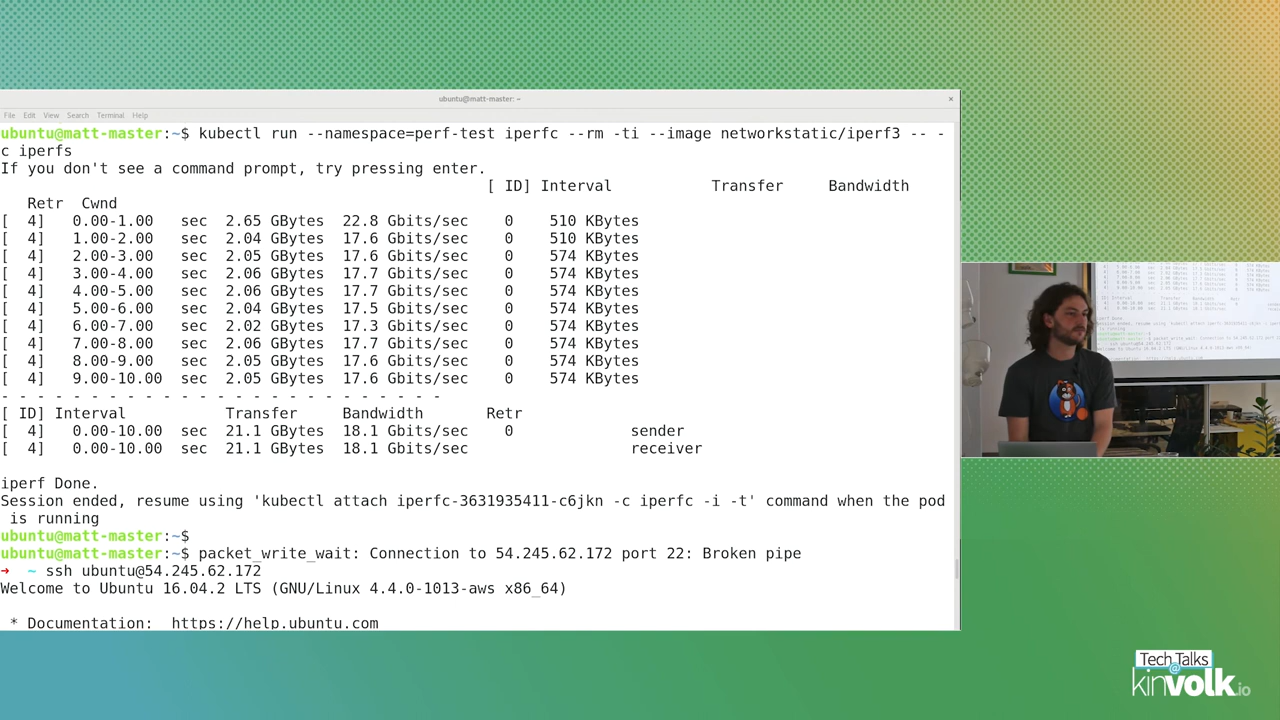 ubuntu@matt-master: ~
×
File Edit View Search Terminal Help
ubuntu@matt-master:~$ kubectl run --namespace=perf-test iperfc --rm -ti --image networkstatic/iperf3 -- -
c iperfs
If you don't see a command prompt, try pressing enter.
[ ID] Interval Transfer Bandwidth
Retr Cwnd
[ 4] 0.00-1.00 sec 2.65 GBytes 22.8 Gbits/sec 0 510 KBytes
[ 4] 1.00-2.00 sec 2.04 GBytes 17.6 Gbits/sec 0 510 KBytes
[ 4] 2.00-3.00 sec 2.05 GBytes 17.6 Gbits/sec 0 574 KBytes
[ 4] 3.00-4.00 sec 2.06 GBytes 17.7 Gbits/sec 0 574 KBytes
[ 4] 4.00-5.00 sec 2.06 GBytes 17.7 Gbits/sec 0 574 KBytes
[ 4] 5.00-6.00 sec 2.04 GBytes 17.5 Gbits/sec 0 574 KBytes
[ 4] 6.00-7.00 sec 2.02 GBytes 17.3 Gbits/sec 0 574 KBytes
[ 4] 7.00-8.00 sec 2.06 GBytes 17.7 Gbits/sec 0 574 KBytes
[ 4] 8.00-9.00 sec 2.05 GBytes 17.6 Gbits/sec 0 574 KBytes
[ 4] 9.00-10.00 sec 2.05 GBytes 17.6 Gbits/sec 0 574 KBytes
- - - - - - - - - - - - - - - - - - - - - - - - -
[ ID] Interval Transfer Bandwidth Retr
[ 4] 0.00-10.00 sec 21.1 GBytes 18.1 Gbits/sec 0 sender
[ 4] 0.00-10.00 sec 21.1 GBytes 18.1 Gbits/sec receiver
iperf Done.
Session ended, resume using 'kubectl attach iperfc-3631935411-c6jkn -c iperfc -i -t' command when the pod
is running
ubuntu@matt-master:~$
ubuntu@matt-master:~$ packet_write_wait: Connection to 54.245.62.172 port 22: Broken pipe
➜ ~ ssh ubuntu@54.245.62.172
Welcome to Ubuntu 16.04.2 LTS (GNU/Linux 4.4.0-1013-aws x86_64)
* Documentation: https://help.ubuntu.com
Tech Talks
@
kinvolk.io